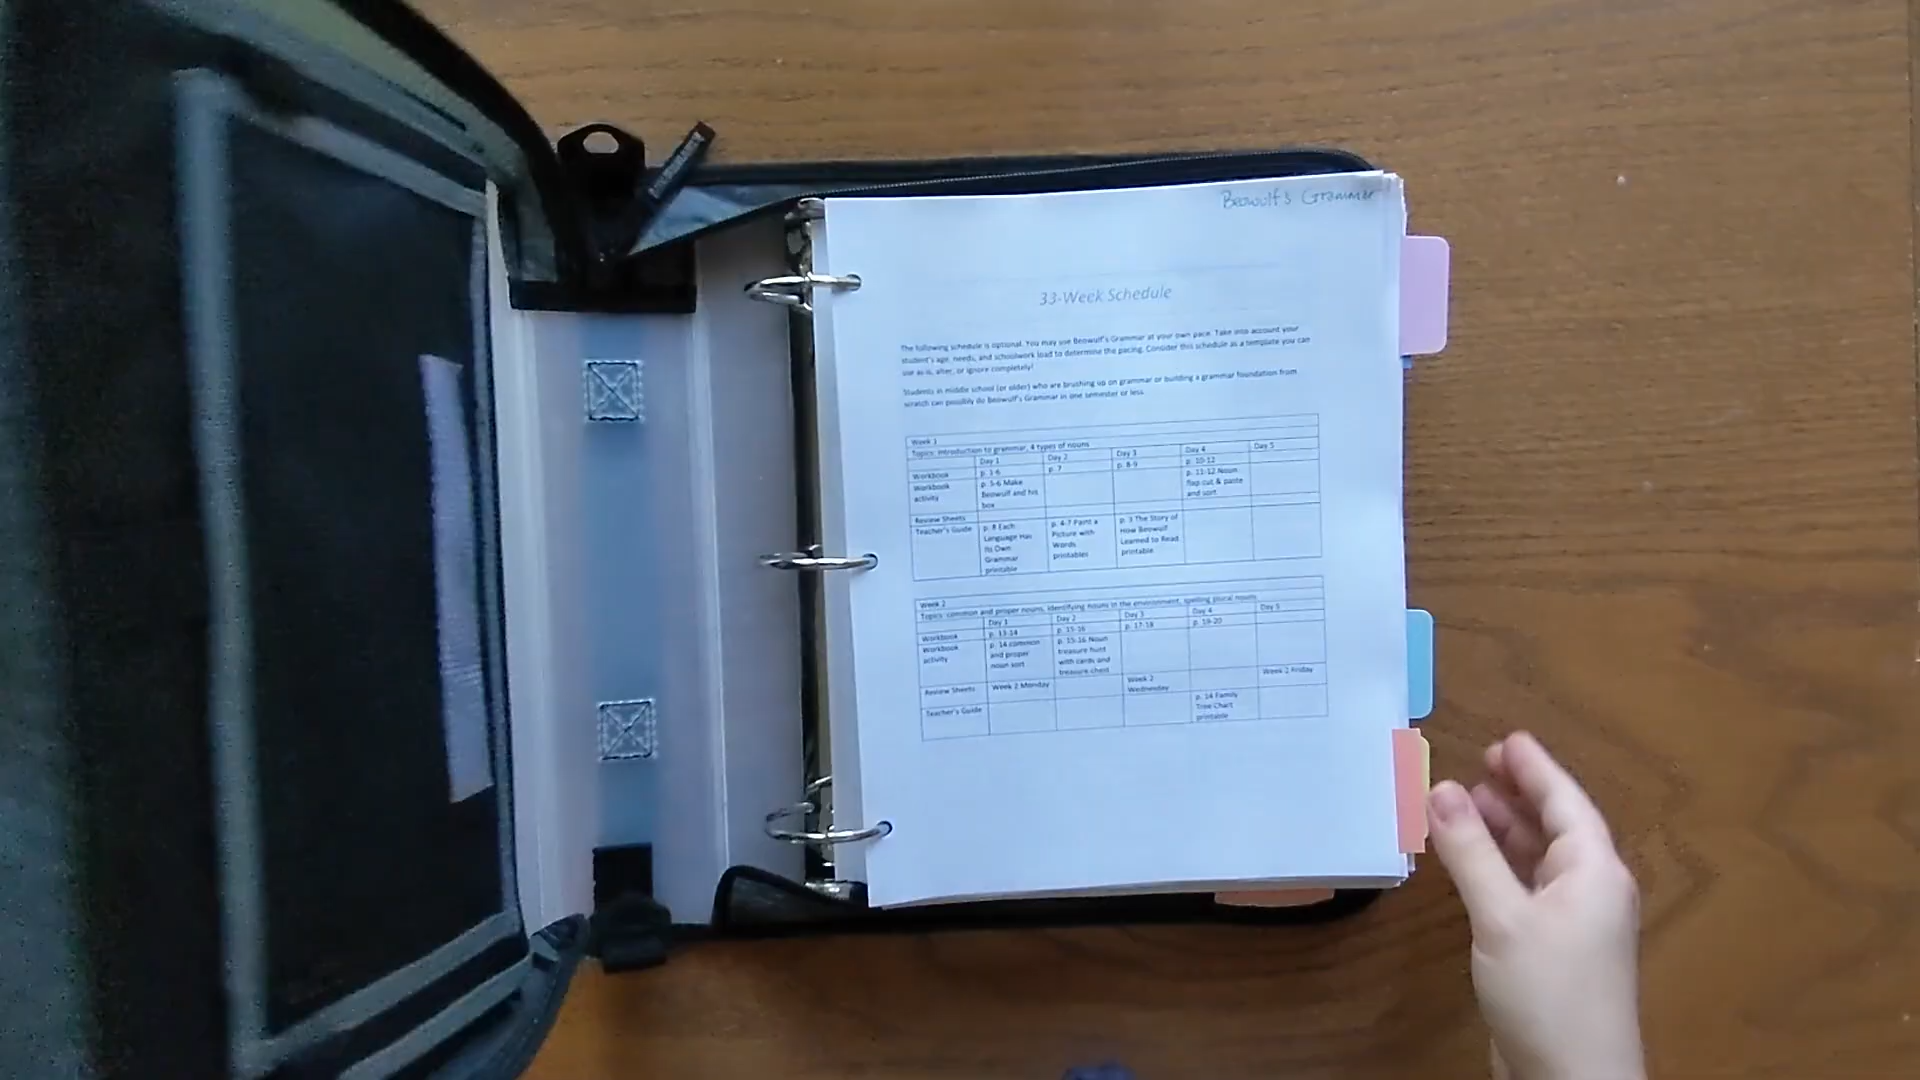 Beowulf's Grammar
33-Week Schedule
The following schedule is optional. You may use Beowulf's Grammar at your own pace. Take into account your
student's age, needs, and schoolwork load to determine the pacing. Consider this schedule as a template you can
use as-is, alter, or ignore completely!
Students in middle school (or older) who are brushing up on grammar or building a grammar foundation from
scratch can possibly do Beowulf's Grammar in one semester or less.
Week 1
Topics: introduction to grammar, 4 types of nouns
Day 1 Day 2 Day 3 Day 4 Day 5
Workbook p. 7 p. 8-9 p. 10-12
Workbook p. 5-6 Make p. 11-12 Noun
activity Beowulf and his flap cut & paste
box and sort
Review Sheets
Teacher's Guide p. 8 Each p. 4-7 Paint a p. 3 The Story of
Language Has Picture with How Beowulf
Its Own Words Learned to Read
Grammar printables printable
printable
Week 2
Topics: common and proper nouns, identifying nouns in the environment, spelling plural nouns
Day 1 Day 2 Day 3 Day 4 Day 5
Workbook p. 13-14 p. 15-16 p. 17-18 p. 19-20
Workbook p. 14 common p. 15-16 Noun
activity and proper treasure hunt
noun sort with cards and
treasure chest
Review Sheets Week 2 Monday Week 2 Week 2 Friday
Wednesday
Teacher's Guide p. 14 Family
Tree Chart
printable